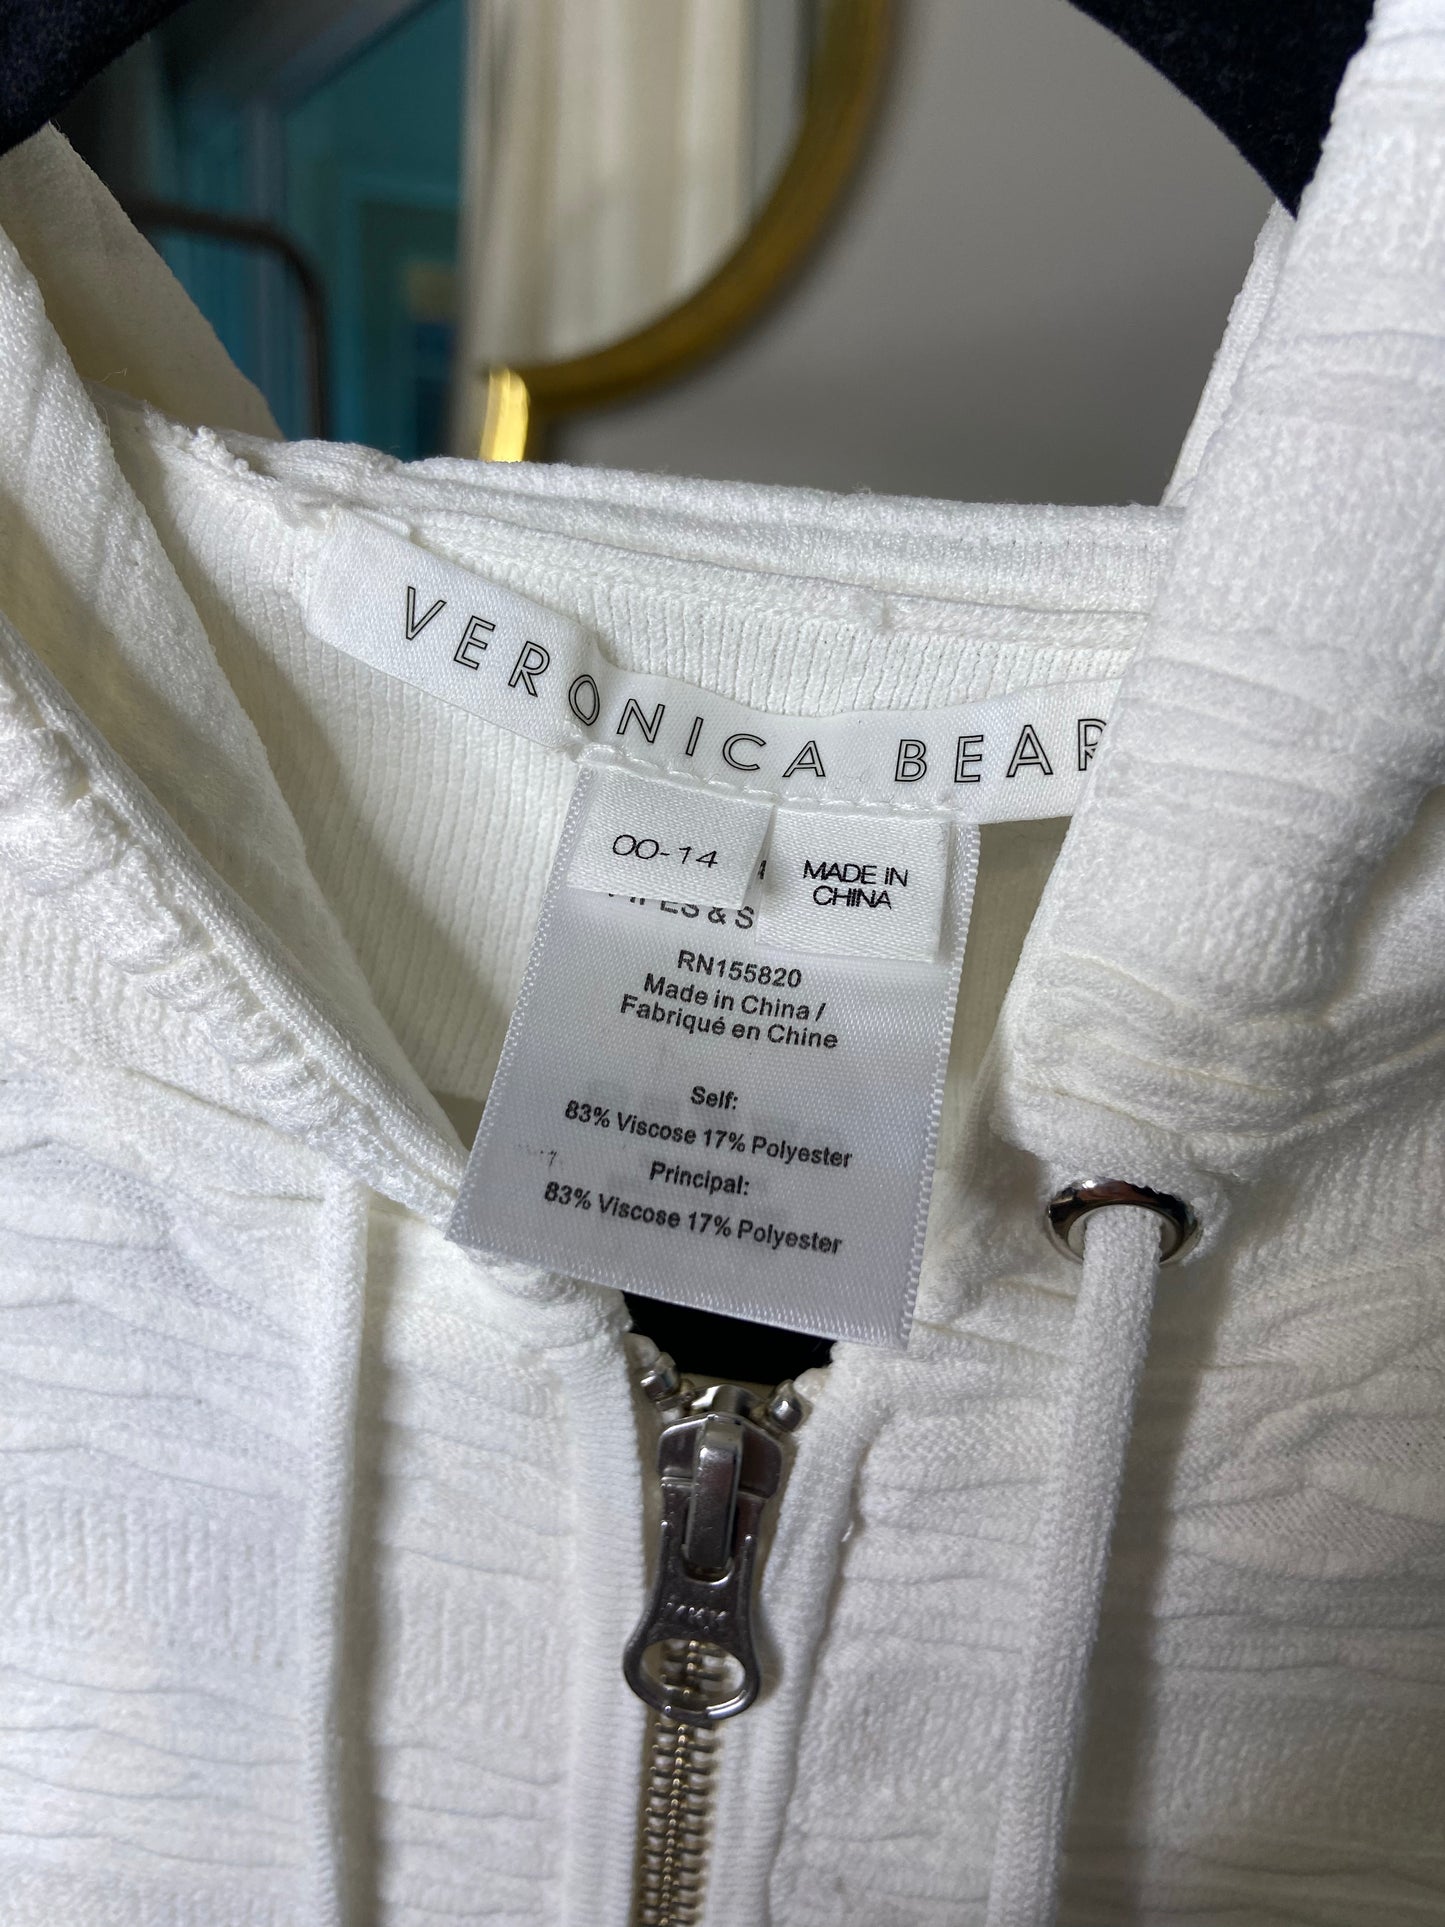 VERONICA BEAR
00-14
MADE IN
CHINA
& S
RN155820
Made in China /
Fabriqué en Chine
Self:
83% Viscose 17% Polyester
Principal:
83% Viscose 17% Polyester